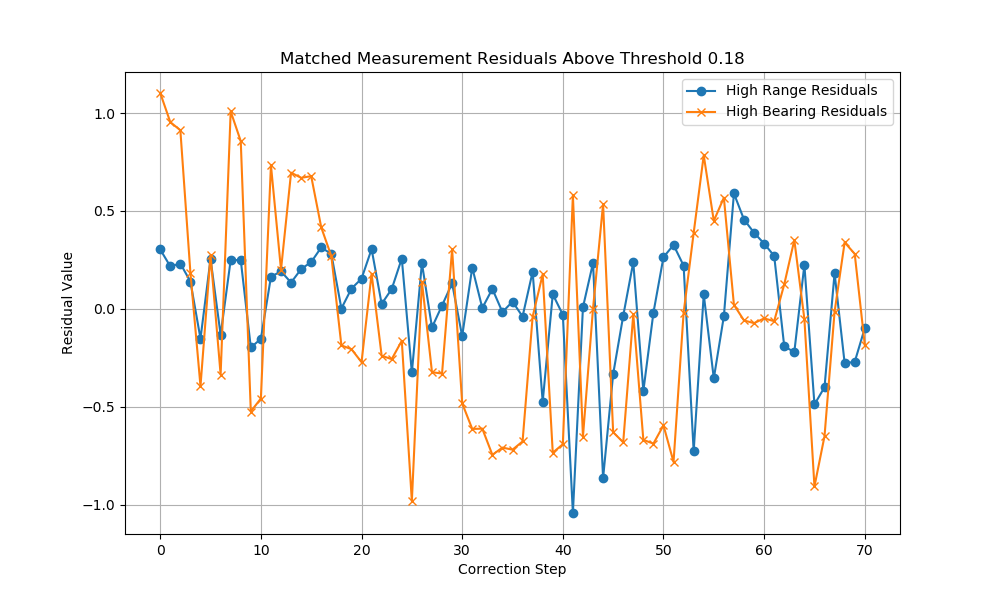 Matched Measurement Residuals Above Threshold 0.18
High Range Residuals
High Bearing Residuals
Residual Value
1.0
0.5
0.0
−0.5
−1.0
0 10 20 30 40 50 60 70
Correction Step